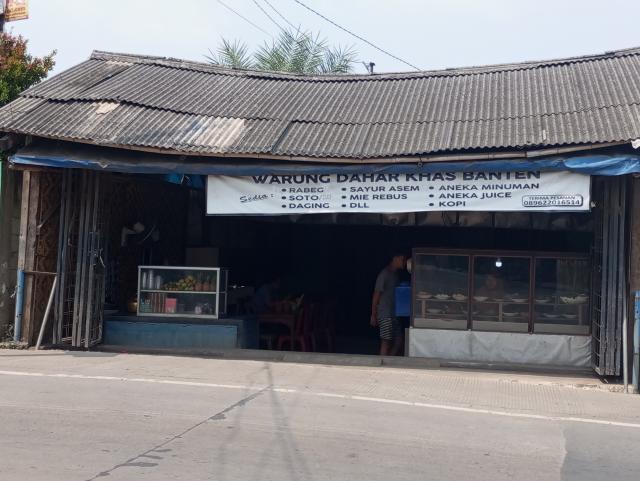 WARUNG DAHAR KHAS BANTEN
Sedia :
• RABEG
• SOTO
• DAGING
• SAYUR ASEM
• MIE REBUS
• DLL
• ANEKA MINUMAN
• ANEKA JUICE
• KOPI
TERIMA PESANAN
089622016514